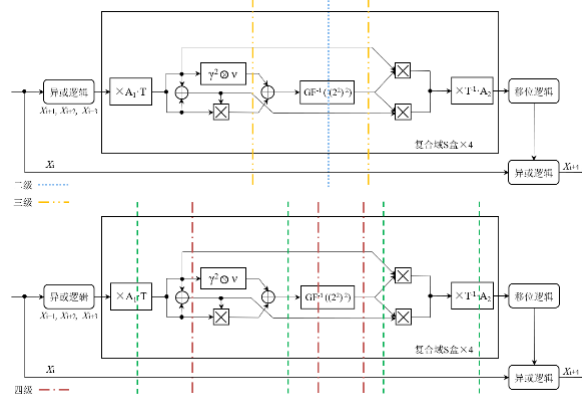 异或逻辑
Xi+1, Xi+2, Xi+3
×A1·T
γ²⊗ν
GF-1((2²)²)
×T-1·A2
移位逻辑
复合域S盒×4
Xi
异或逻辑
Xi+4
二级
三级
异或逻辑
Xi+1, Xi+2, Xi+3
×A1·T
γ²⊗ν
GF-1((2²)²)
×T-1·A2
移位逻辑
复合域S盒×4
Xi
异或逻辑
Xi+4
四级